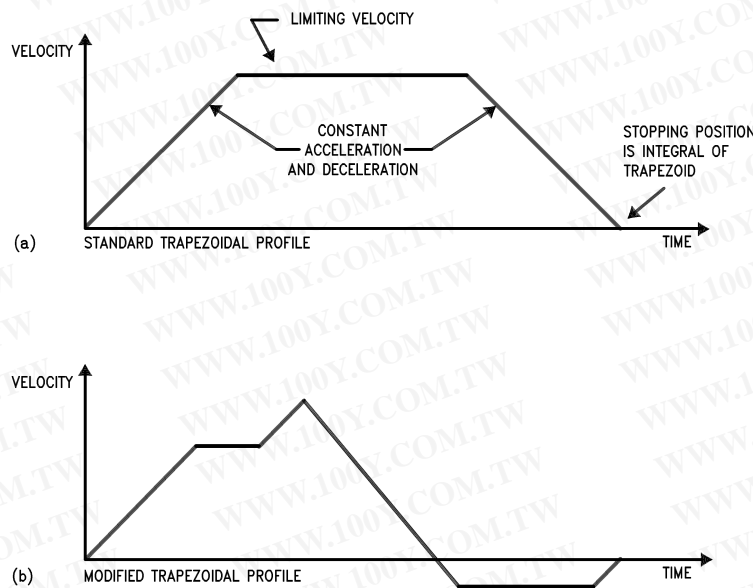 LIMITING VELOCITY
VELOCITY
CONSTANT
ACCELERATION
AND DECELERATION
STOPPING POSITION
IS INTEGRAL OF
TRAPEZOID
(a)
STANDARD TRAPEZOIDAL PROFILE
TIME
VELOCITY
(b)
MODIFIED TRAPEZOIDAL PROFILE
TIME
WWW.100Y.COM.TW